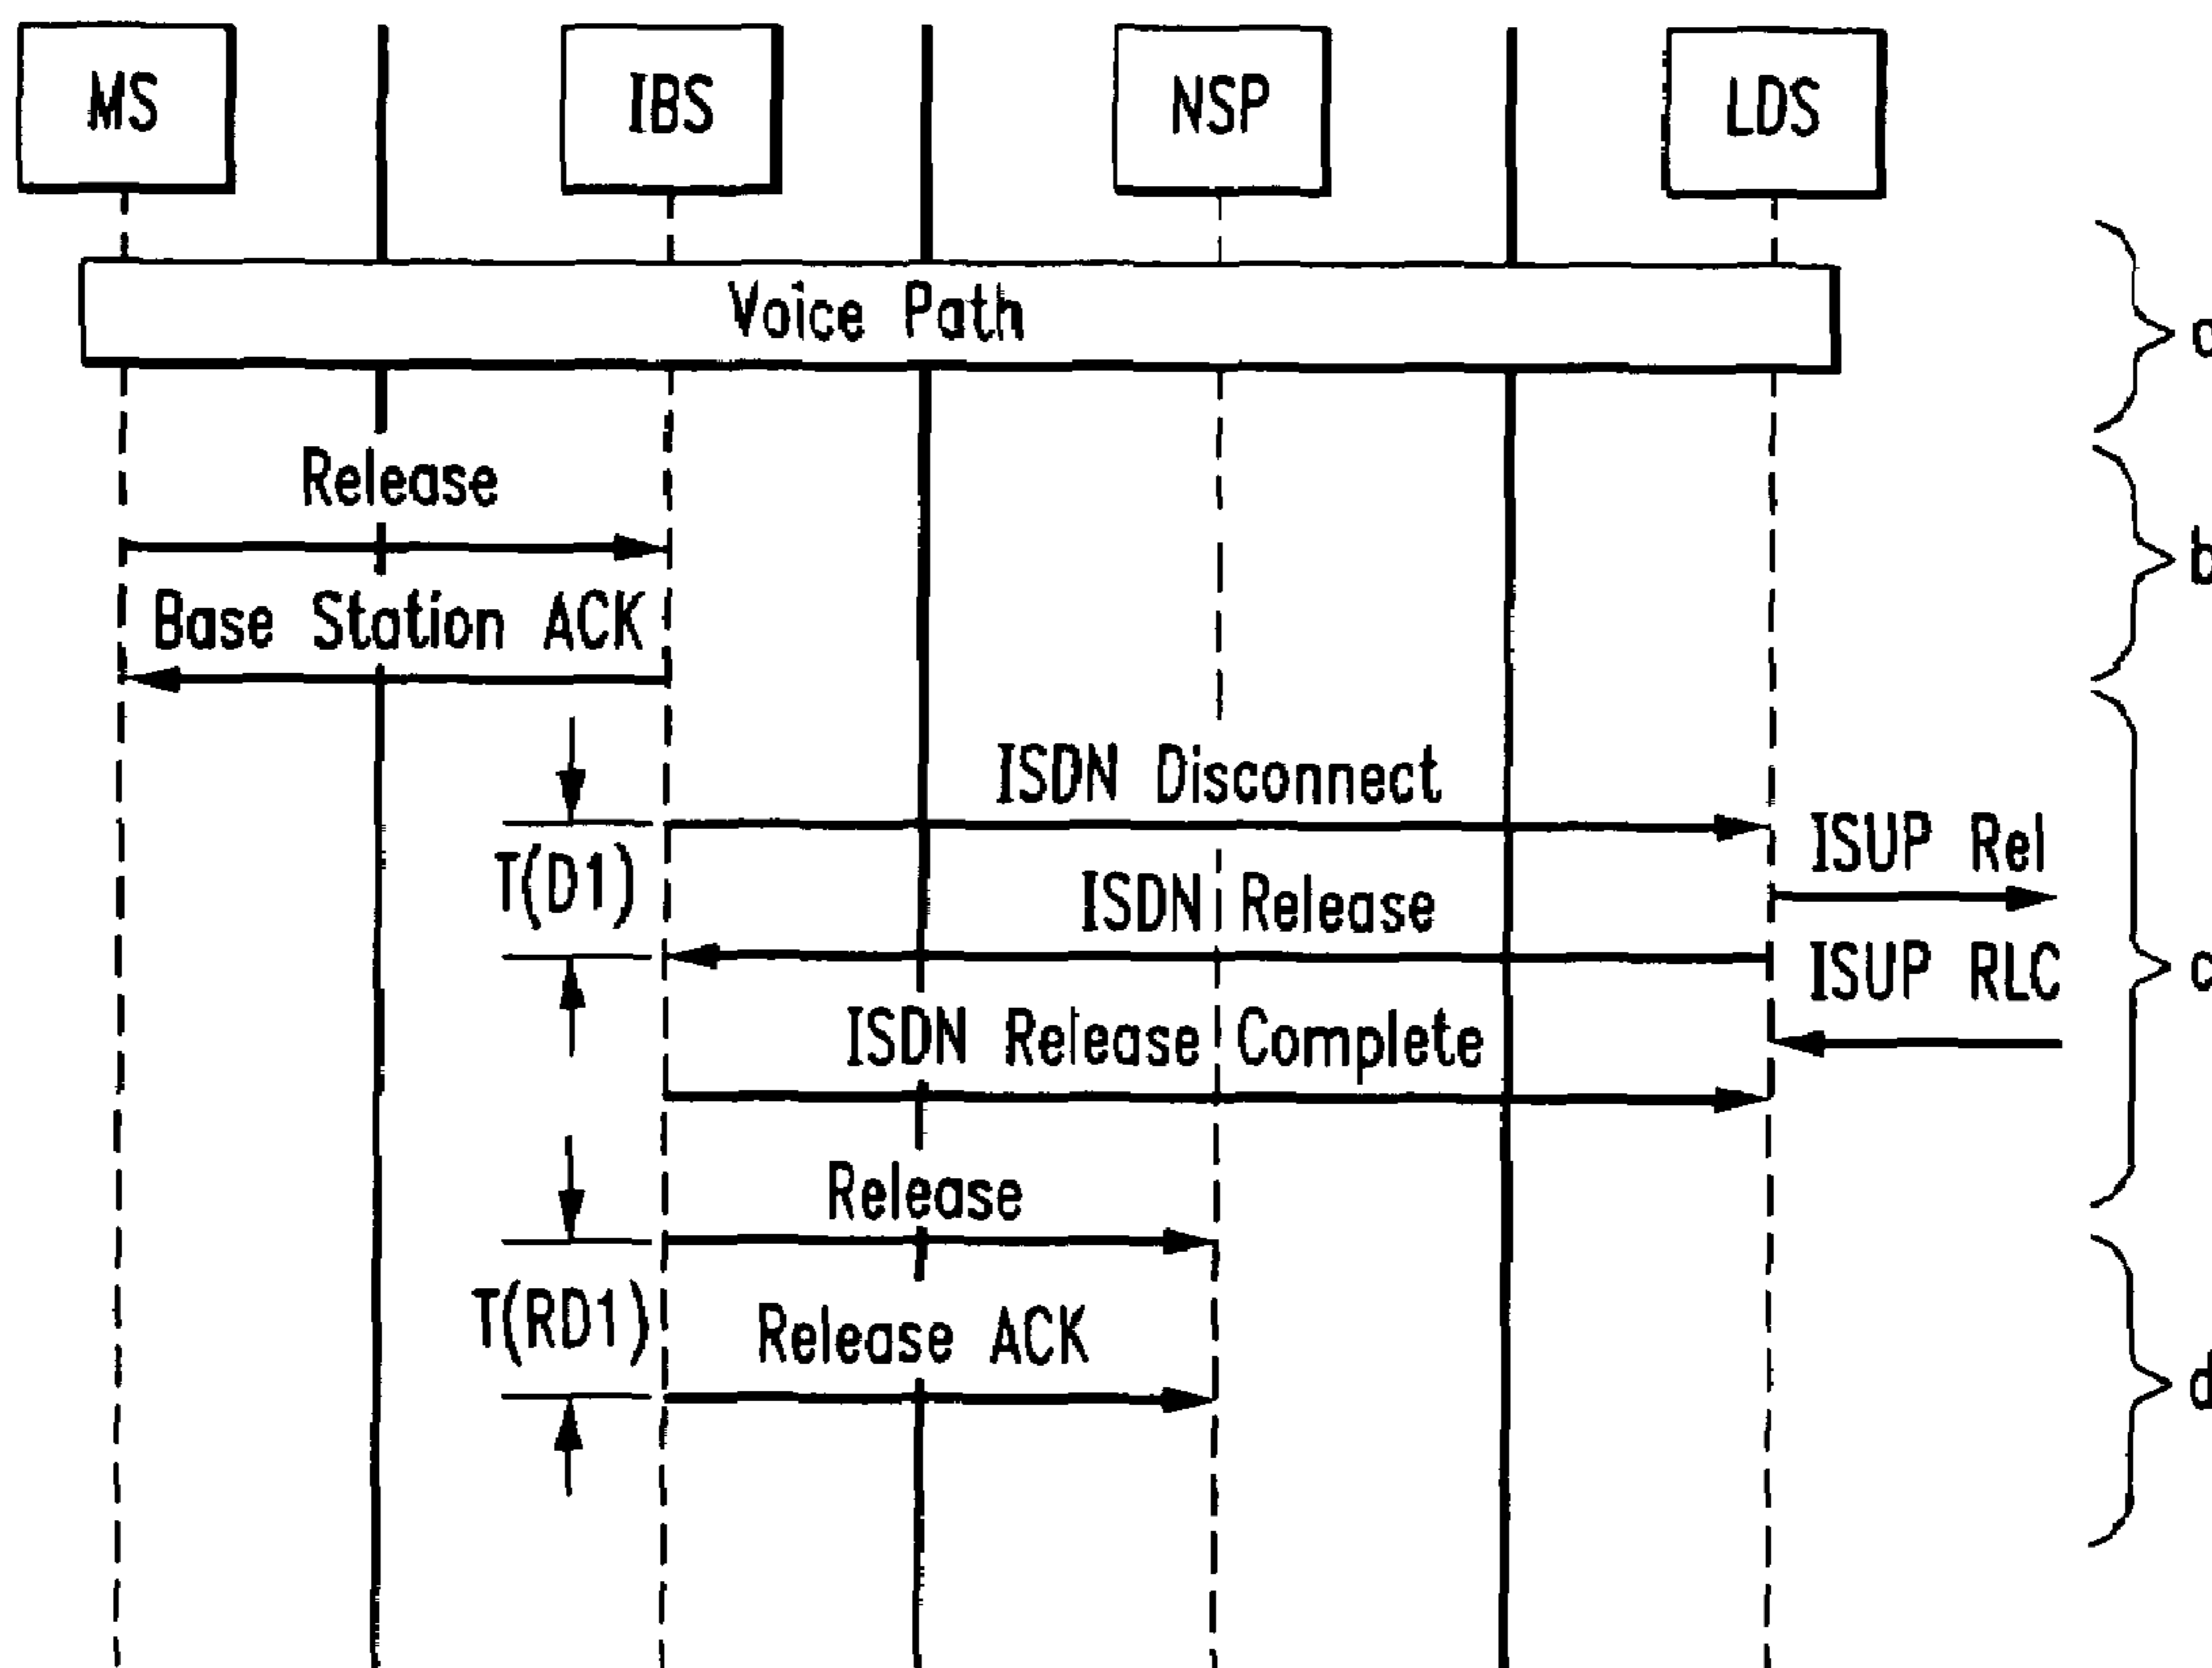 MS
IBS
NSP
LDS
Voice Path
a
Release
b
Base Station ACK
ISDN Disconnect
T(D1)
ISUP Rel
ISDN Release
ISUP RLC
c
ISDN Release Complete
Release
T(RD1)
Release ACK
d